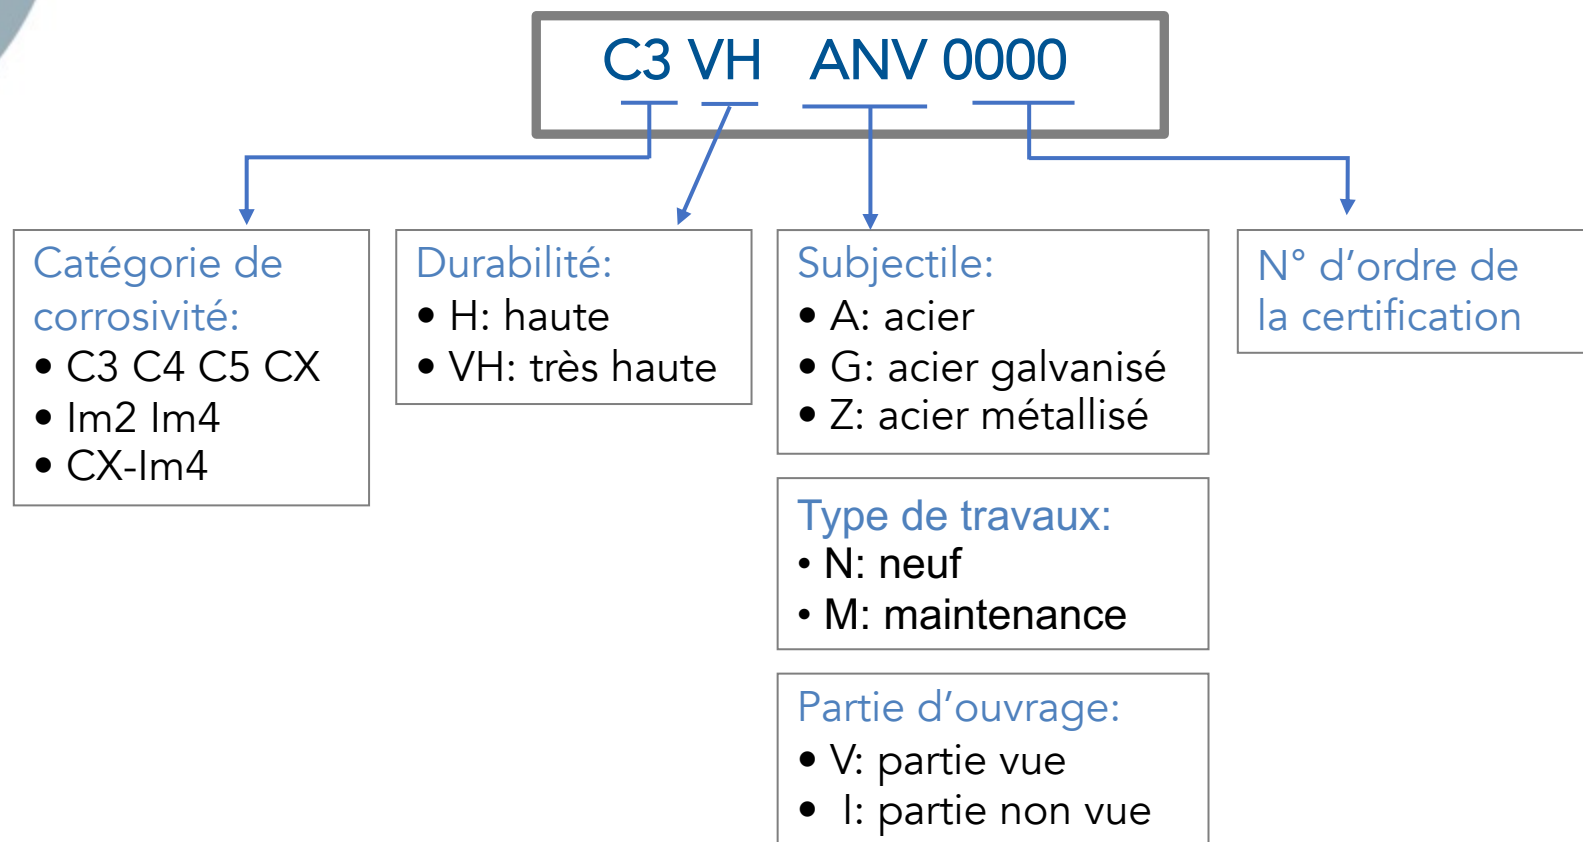 C3 VH ANV 0000
Catégorie de
corrosivité:
• C3 C4 C5 CX
• Im2 Im4
• CX-Im4
Durabilité:
• H: haute
• VH: très haute
Subjectile:
• A: acier
• G: acier galvanisé
• Z: acier métallisé
Type de travaux:
• N: neuf
• M: maintenance
Partie d’ouvrage:
• V: partie vue
• I: partie non vue
N° d’ordre de
la certification